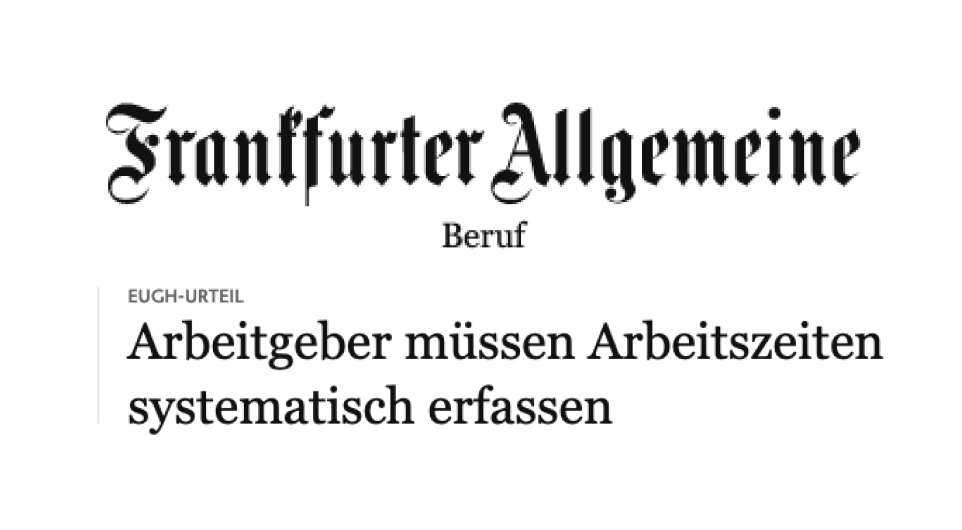 Frankfurter Allgemeine
Beruf
EUGH-URTEIL
Arbeitgeber müssen Arbeitszeiten
systematisch erfassen